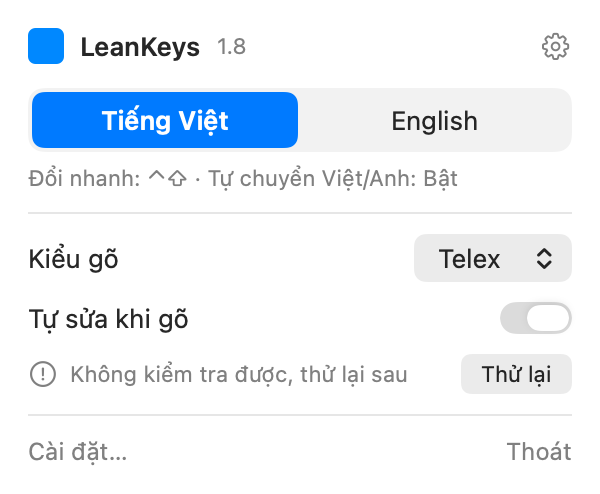 LeanKeys 1.8
Tiếng Việt English
Đổi nhanh: ⌃⇧ · Tự chuyển Việt/Anh: Bật
Kiểu gõ Telex
Tự sửa khi gõ
Không kiểm tra được, thử lại sau Thử lại
Cài đặt... Thoát